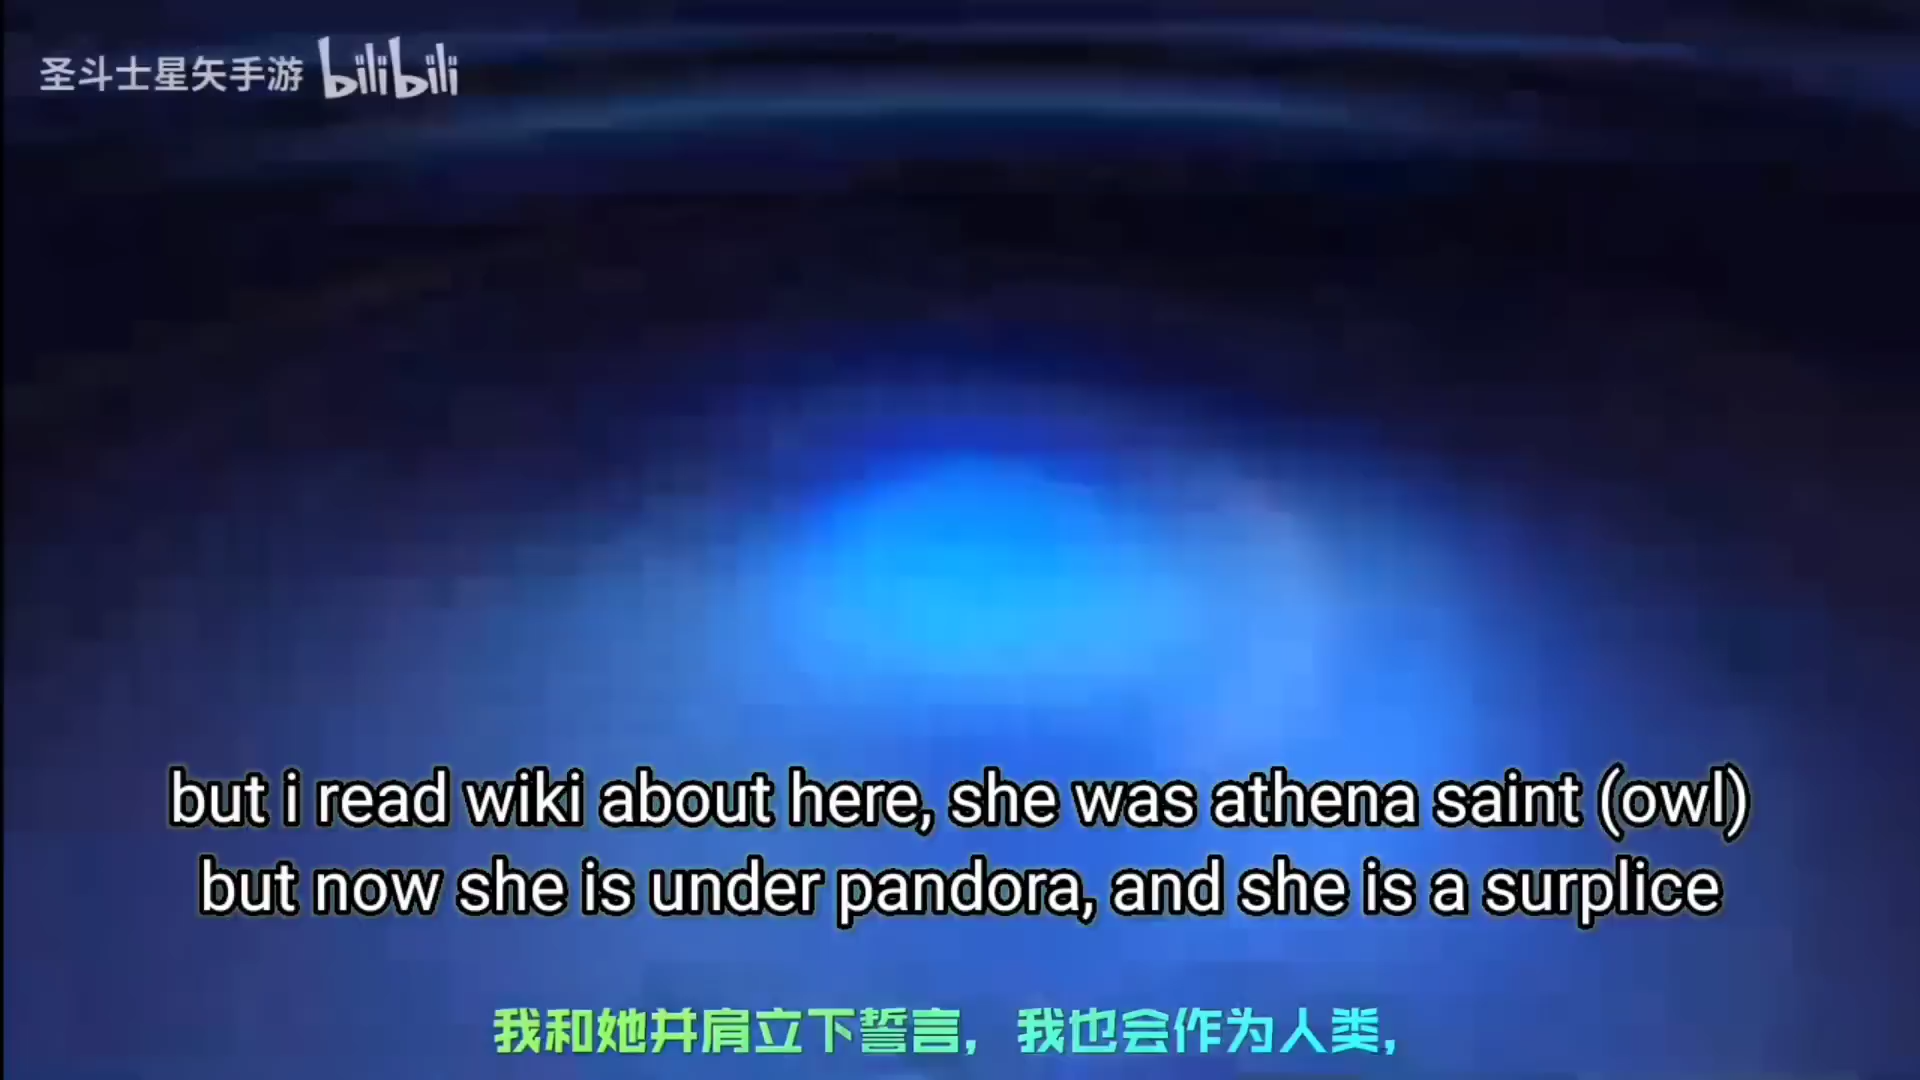 圣斗士星矢手游 bilibili
but i read wiki about here, she was athena saint (owl)
but now she is under pandora, and she is a surplice
我和她并肩立下誓言，我也会作为人类，